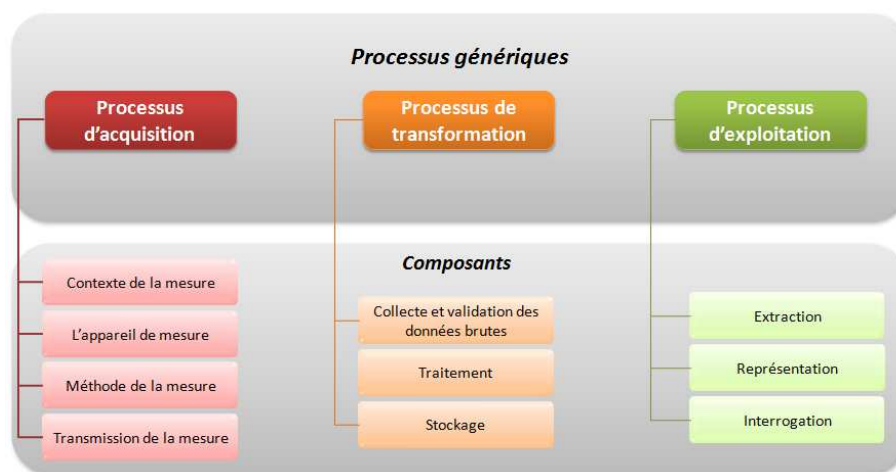 Processus génériques
Processus
d'acquisition
Processus de
transformation
Processus
d'exploitation
Composants
Contexte de la mesure
L'appareil de mesure
Méthode de la mesure
Transmission de la mesure
Collecte et validation des
données brutes
Traitement
Stockage
Extraction
Représentation
Interrogation